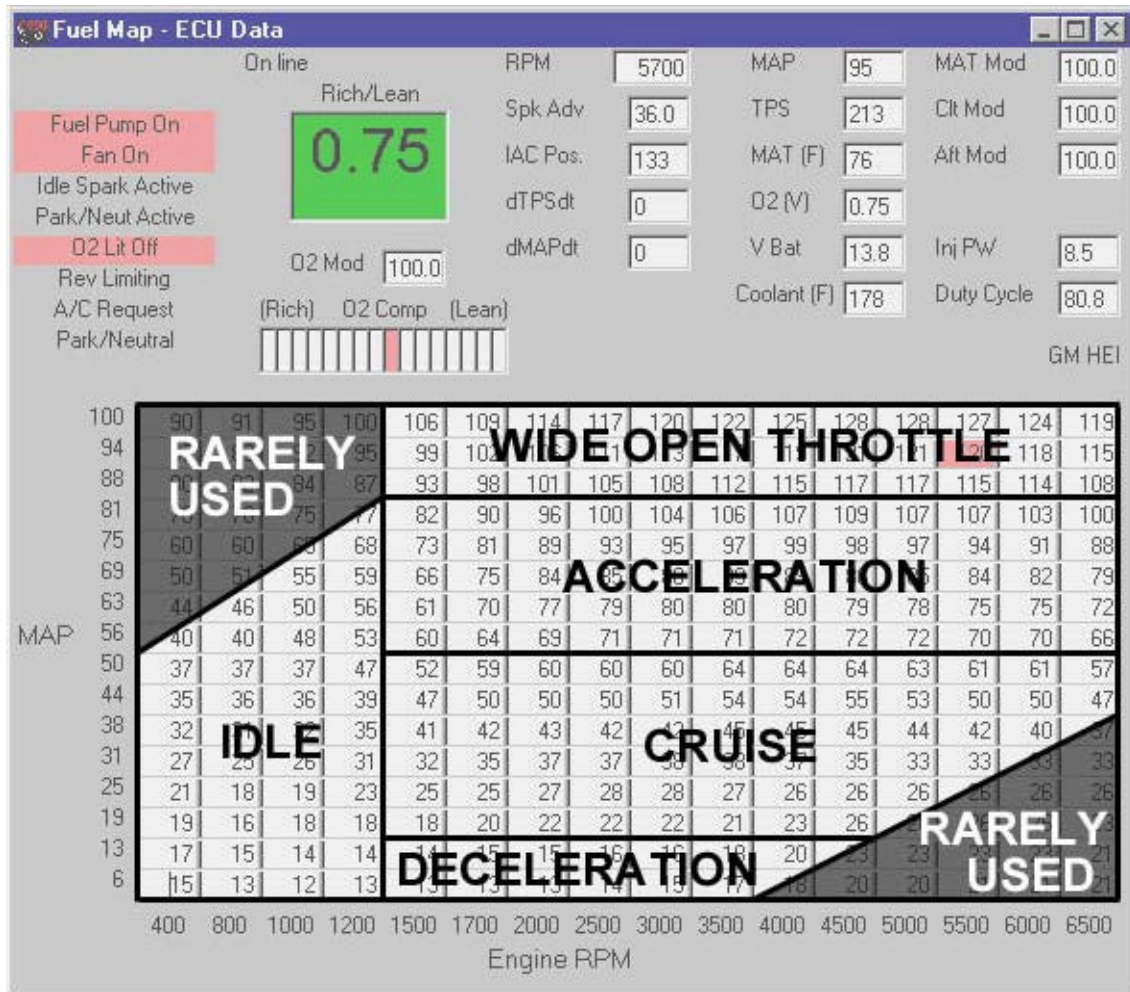 Fuel Map - ECU Data
On line RPM 5700 MAP 95 MAT Mod 100.0
Rich/Lean
Fuel Pump On 0.75 Spk Adv 36.0 TPS 213 Clt Mod 100.0
Fan On IAC Pos. 133 MAT (F) 76 Aft Mod 100.0
Idle Spark Active
Park/Neut Active dTPSdt 0 O2 (V) 0.75
O2 Lit Off O2 Mod 100.0 dMAPdt 0 V Bat 13.8 Inj PW 8.5
Rev Limiting
A/C Request (Rich) O2 Comp (Lean) Coolant (F) 178 Duty Cycle 80.8
Park/Neutral
GM HEI
100 90 91 95 100 106 109 114 117 120 122 125 128 128 127 124 119
RARELY USED
WIDE OPEN THROTTLE
94 95 99 118 115
88 84 87 93 98 101 105 108 112 115 117 117 115 114 108
81 75 82 90 96 100 104 106 107 109 107 107 103 100
75 60 60 68 73 81 89 93 95 97 99 98 97 94 91 88
ACCELERATION
69 50 51 55 59 66 75 84 84 82 79
63 44 46 50 56 61 70 77 79 80 80 80 79 78 75 75 72
MAP 56 40 40 48 53 60 64 69 71 71 71 72 72 72 70 70 66
50 37 37 37 47 52 59 60 60 60 64 64 64 63 61 61 57
44 35 36 36 39 47 50 50 50 51 54 54 55 53 50 50 47
38 32 35 41 42 43 42 45 44 42 40 37
IDLE
CRUISE
31 27 31 32 35 37 37 35 33 33 33 33
25 21 18 19 23 25 25 27 28 28 27 26 26 26 26 26 26
19 19 16 18 18 18 20 22 22 22 21 23 26
RARELY USED
13 17 15 14 14 20 23 23 21
DECELERATION
6 15 13 12 13 18 20 20 21
400 800 1000 1200 1500 1700 2000 2500 3000 3500 4000 4500 5000 5500 6000 6500
Engine RPM